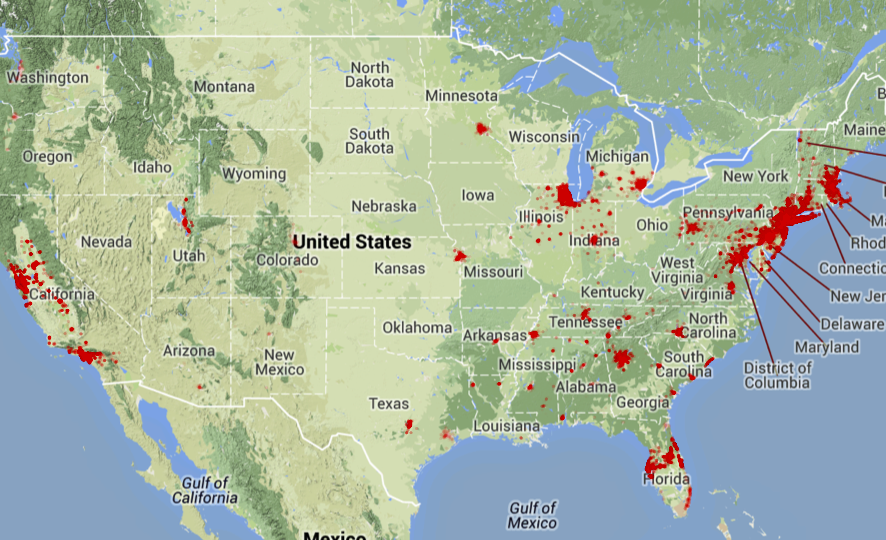 Washington
Montana
North
Dakota
Minnesota
Maine
Oregon
Idaho
South
Dakota
Wisconsin
Michigan
Wyoming
New York
Nebraska
Iowa
Illinois
Pennsylvania
Ohio
Indiana
Nevada
Utah
United States
Colorado
Kansas
Missouri
West
Virginia
Kentucky
Virginia
California
Oklahoma
Arkansas
Tennessee
North
Carolina
Arizona
New
Mexico
Mississippi
Alabama
South
Carolina
Georgia
Texas
Louisiana
Florida
Ma
Rhod
Connectic
New Jer
Delaware
Maryland
District of
Columbia
Gulf of
California
Gulf of
Mexico
Mexico